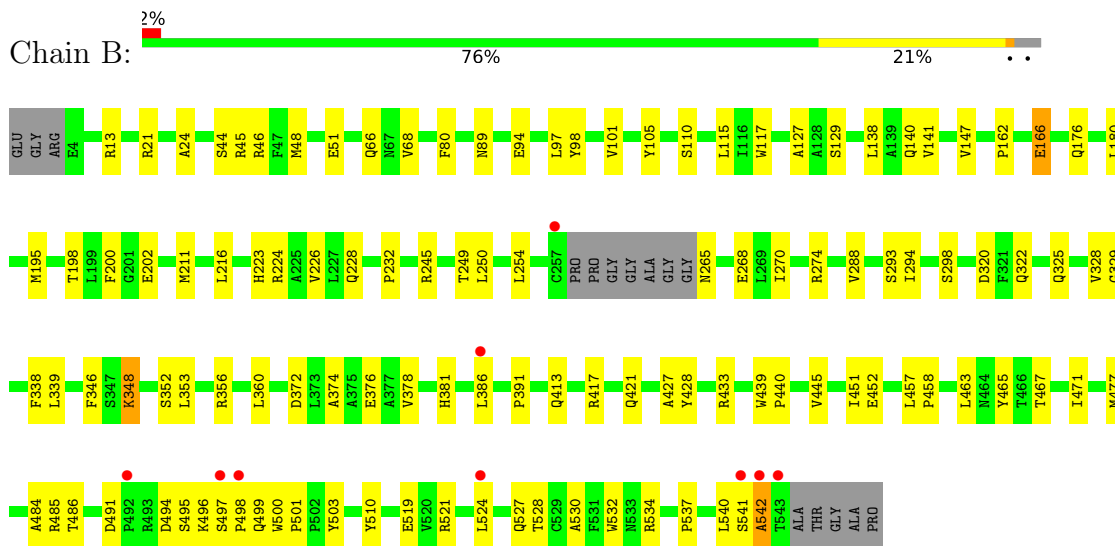 2%
Chain B:
76% 21% • •
GLU GLY ARG E4 R13 R21 A24 S44 R45 R46 F47 M48 E51 Q66 N67 V68 F80 N89 E94 L97 Y98 V101 Y105 S110 L115 I116 W117 A127 A128 S129 L138 A139 Q140 V141 V147 P162 E166 Q176 L180
M195 T198 L199 F200 G201 E202 M211 L216 H223 R224 A225 V226 L227 Q228 P232 R245 T249 L250 L254 C257 PRO PRO GLY GLY ALA GLY GLY N265 E268 L269 I270 R274 V288 S293 I294 S298 D320 F321 Q322 Q325 V328 G329
F338 L339 F346 S347 K348 S352 L353 R356 L360 D372 L373 A374 A375 E376 A377 V378 H381 L386 P391 Q413 R417 Q421 A427 Y428 R433 W439 P440 V445 I451 E452 L457 P458 L463 N464 Y465 T466 T467 I471 M477
A484 R485 T486 D491 P492 R493 D494 S495 K496 S497 P498 Q499 W500 P501 P502 Y503 Y510 E519 V520 R521 L524 Q527 T528 C529 A530 F531 W532 N533 R534 P537 L540 S541 A542 T543 ALA THR GLY ALA PRO